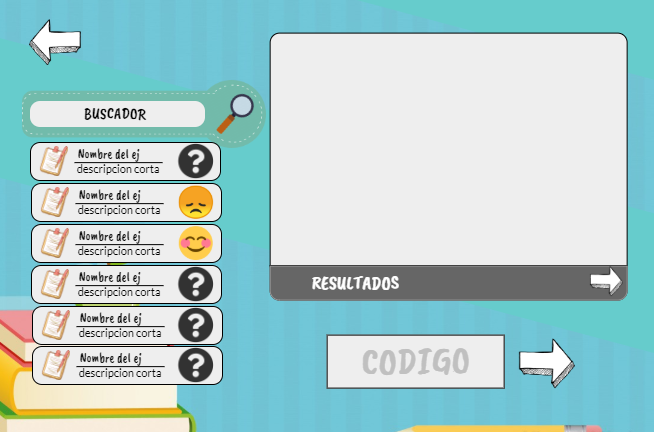 BUSCADOR
Nombre del ej
descripcion corta
?
Nombre del ej
descripcion corta
Nombre del ej
descripcion corta
Nombre del ej
descripcion corta
?
Nombre del ej
descripcion corta
?
Nombre del ej
descripcion corta
?
RESULTADOS
CODIGO